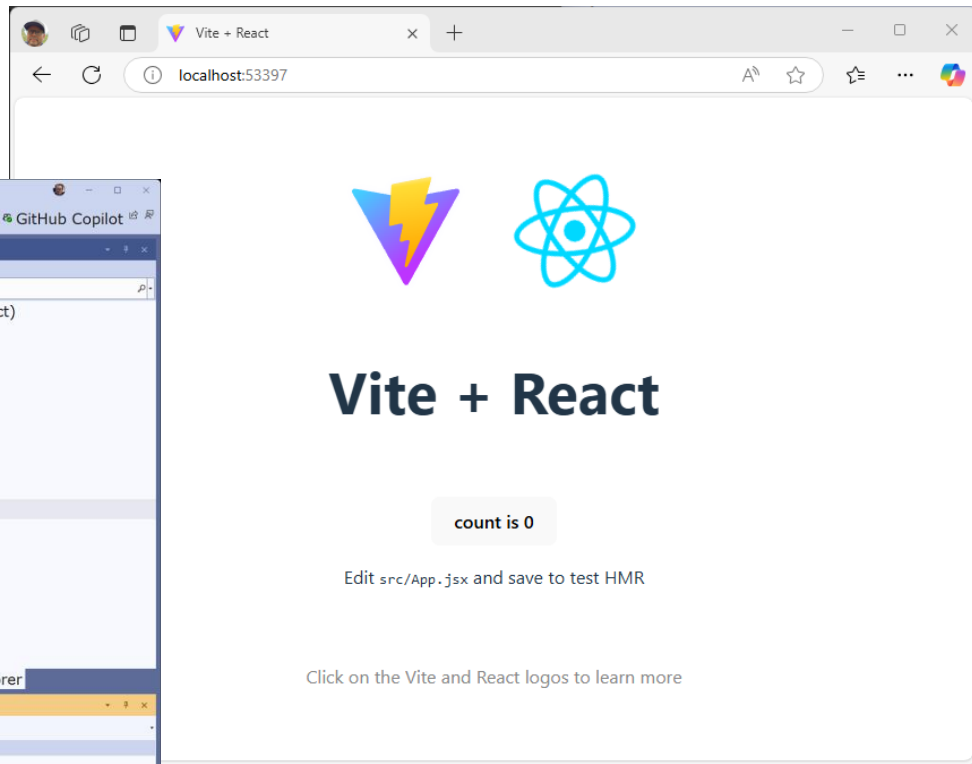 Vite + React
localhost:53397
GitHub Copilot
ct)
rer
Vite + React
count is 0
Edit src/App.jsx and save to test HMR
Click on the Vite and React logos to learn more